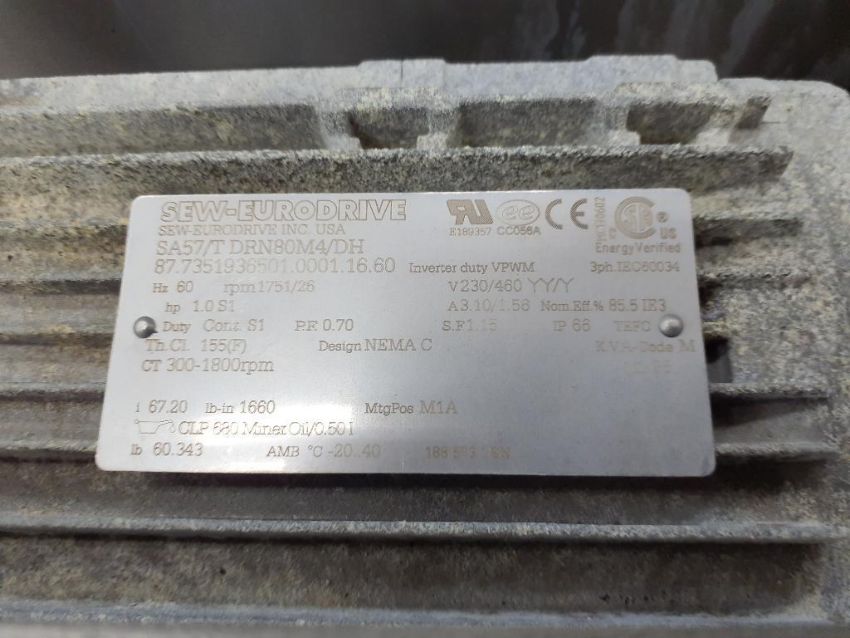 SEW-EURODRIVE
SEW-EURODRIVE INC. USA
E189357 CC056A
CE
US
Energy Verified
SA57/T DRN80M4/DH
87.7351936501.0001.16.60 Inverter duty VPWM 3ph.IEC60034
Hz 60 rpm 1751/26 V 230/460 YY/Y
hp 1.0 S1 A 3.10/1.56 Nom.Eff.% 85.5 IE3
Duty Cont. S1 P.F. 0.70 S.F. 1.15 IP 66 TEFC
Th.Cl. 155(F) Design NEMA C K.V.A.-Code M
CT 300-1800rpm
i 67.20 lb-in 1660 MtgPos M1A
CLP 680 Miner.Oil/0.50 l
lb 60.343 AMB °C -20..40